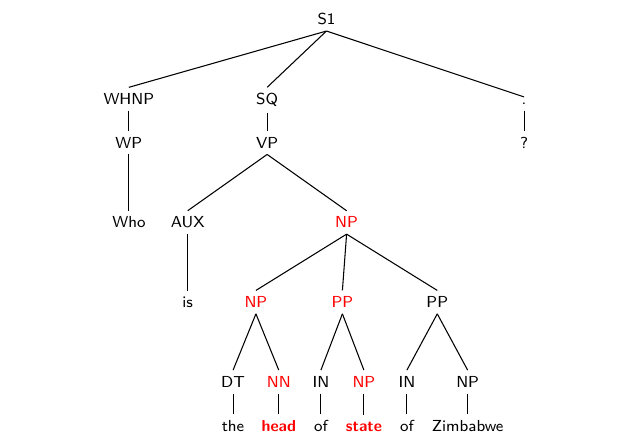 S1
WHNP SQ .
WP VP ?
Who AUX NP
is NP PP PP
DT NN IN NP IN NP
the head of state of Zimbabwe